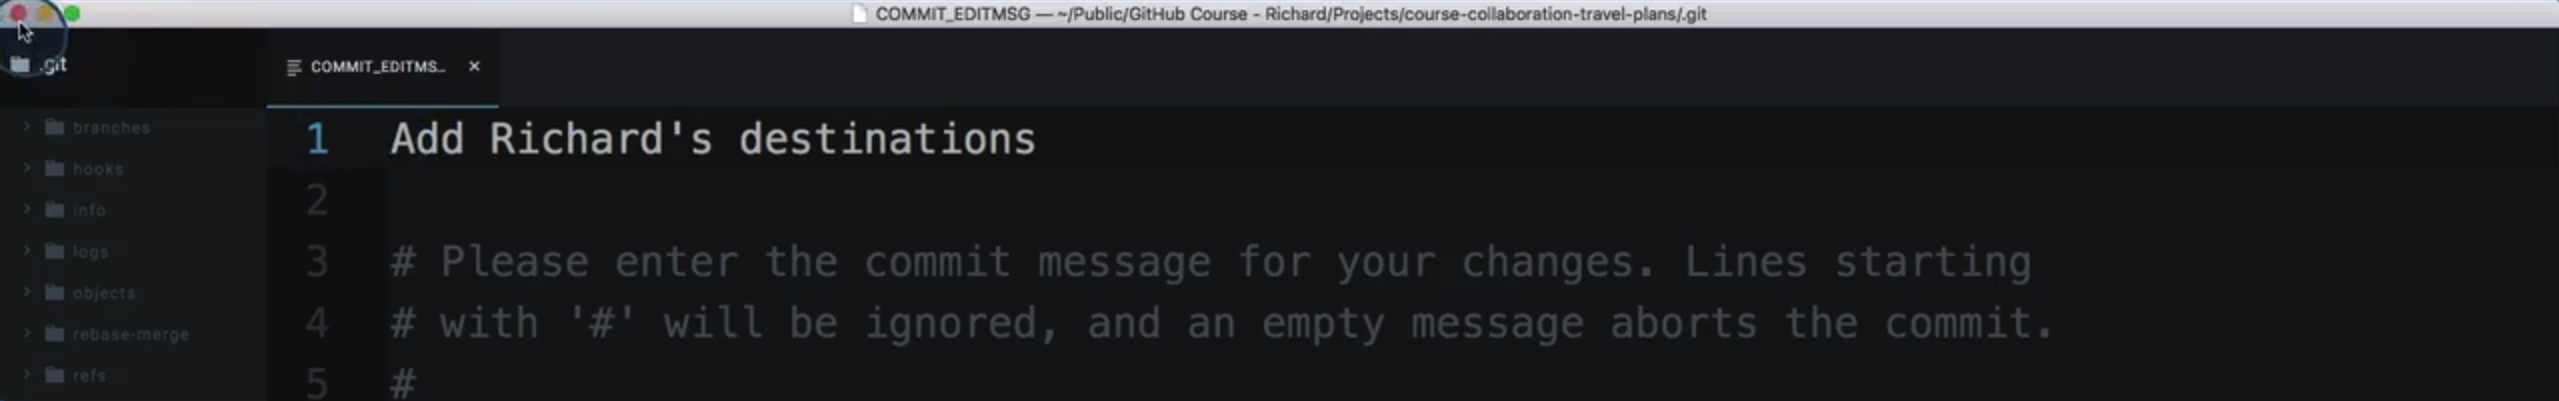 COMMIT_EDITMSG — ~/Public/GitHub Course - Richard/Projects/course-collaboration-travel-plans/.git
.git
COMMIT_EDITMS… ×
branches
hooks
info
logs
objects
rebase-merge
refs
1 Add Richard's destinations
2
3 # Please enter the commit message for your changes. Lines starting
4 # with '#' will be ignored, and an empty message aborts the commit.
5 #